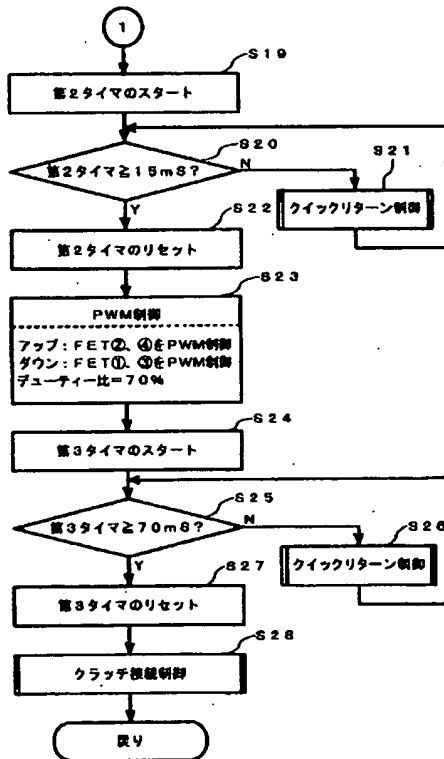 1
S19
第2タイマのスタート
S20
第2タイマ≧15mS?
N
S21
クイックリターン制御
Y
S22
第2タイマのリセット
S23
PWM制御
アップ:FET②、④をPWM制御
ダウン:FET①、③をPWM制御
デューティー比=70%
S24
第3タイマのスタート
S25
第3タイマ≧70mS?
N
S26
クイックリターン制御
Y
S27
第3タイマのリセット
S28
クラッチ接続制御
戻り